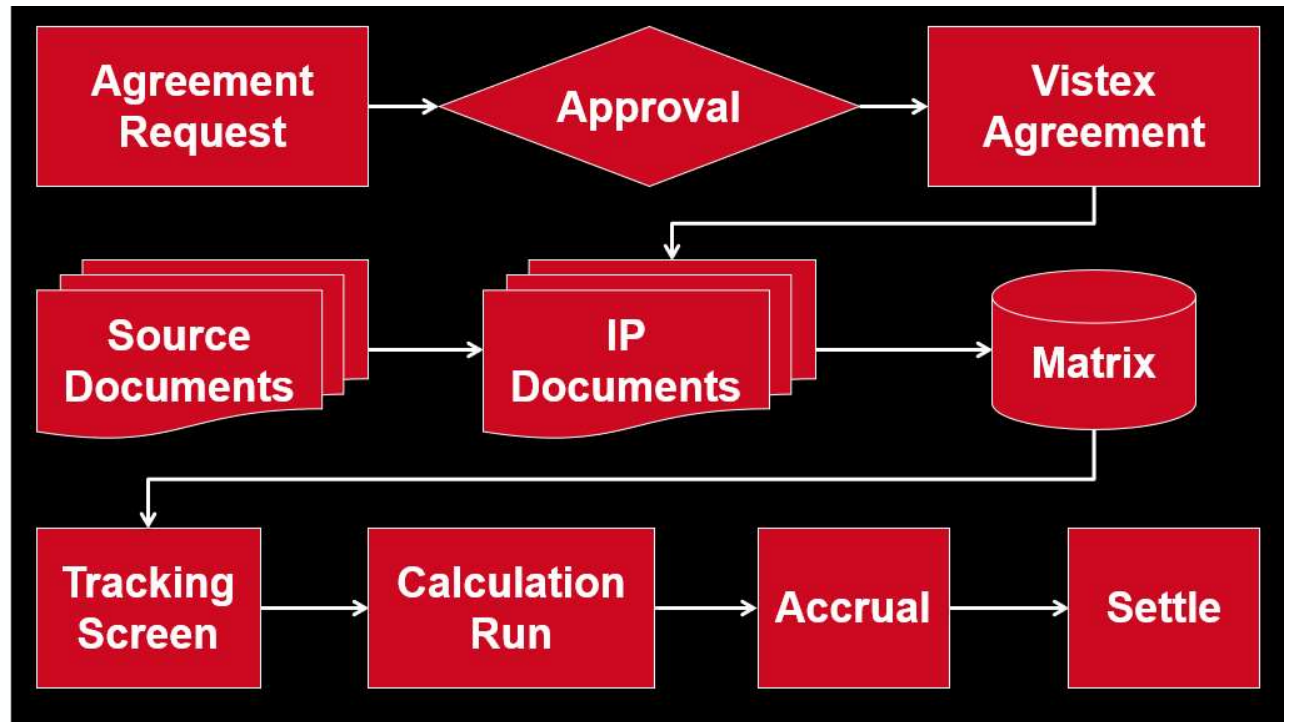 Agreement
Request
Approval
Vistex
Agreement
Source
Documents
IP
Documents
Matrix
Tracking
Screen
Calculation
Run
Accrual
Settle